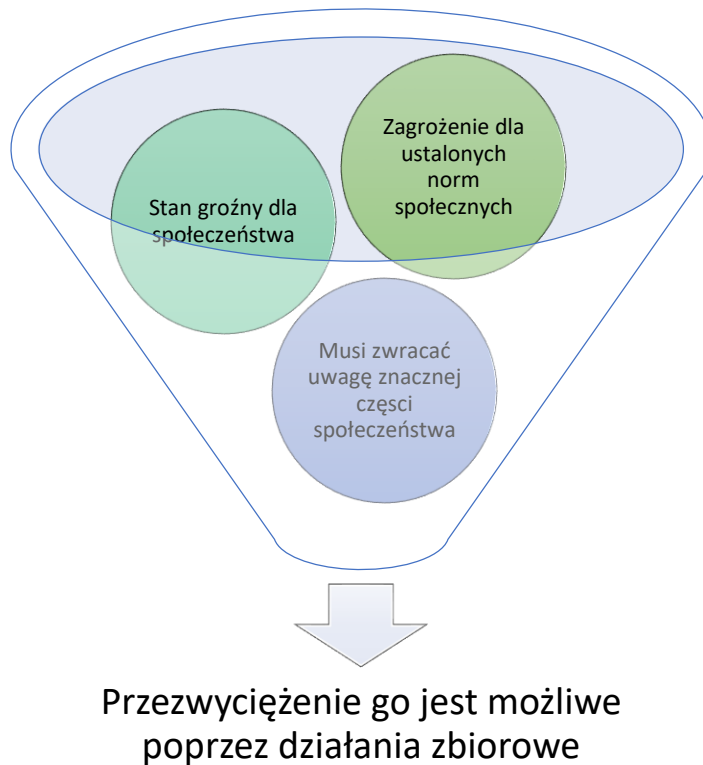 Zagrożenie dla
ustalonych
norm
społecznych
Stan groźny dla
społeczeństwa
Musi zwracać
uwagę znacznej
częsci
społeczeństwa
Przezwyciężenie go jest możliwe
poprzez działania zbiorowe